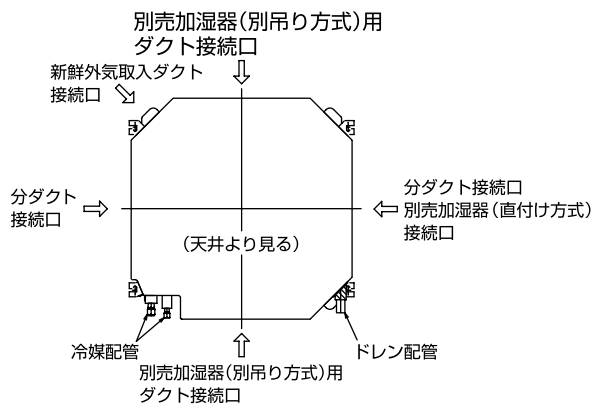 別売加湿器(別吊り方式)用
ダクト接続口
新鮮外気取入ダクト
接続口
分ダクト
接続口
分ダクト接続口
別売加湿器(直付け方式)
接続口
(天井より見る)
冷媒配管
ドレン配管
別売加湿器(別吊り方式)用
ダクト接続口